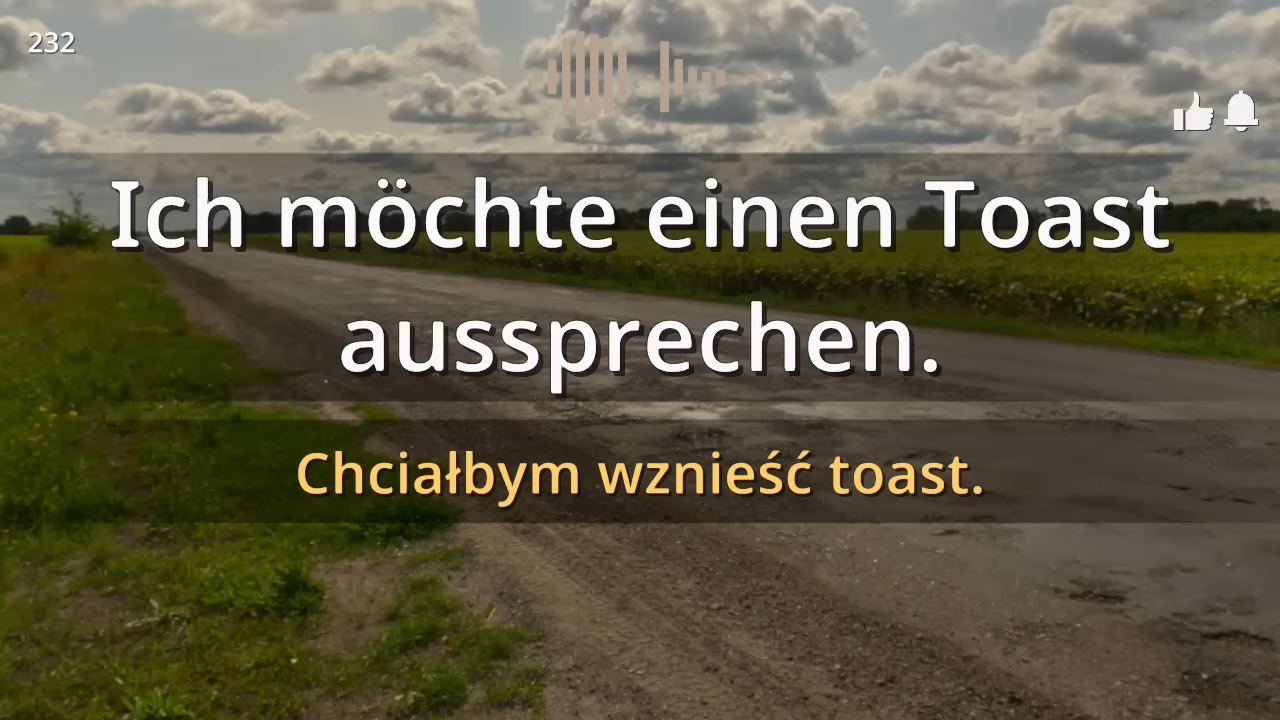 232
Ich möchte einen Toast
aussprechen.
Chciałbym wznieść toast.